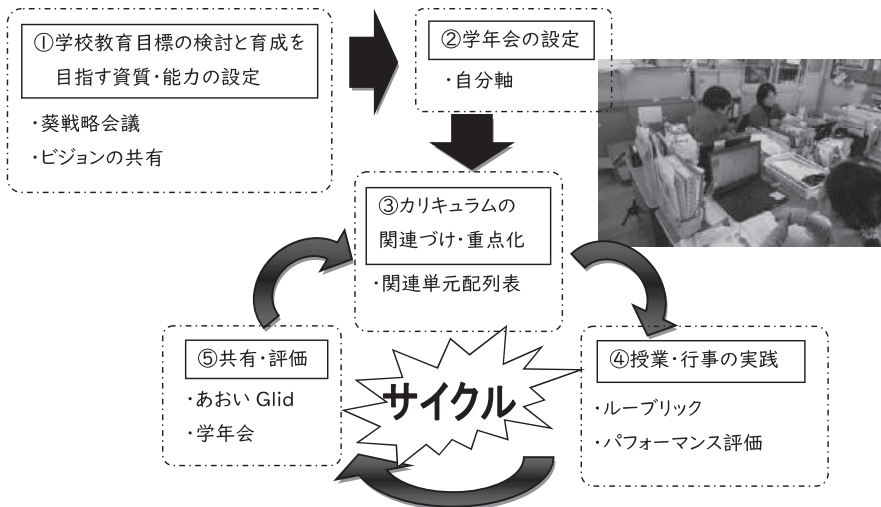 ①学校教育目標の検討と育成を
目指す資質・能力の設定
・葵戦略会議
・ビジョンの共有
②学年会の設定
・自分軸
③カリキュラムの
関連づけ・重点化
・関連単元配列表
④授業・行事の実践
・ルーブリック
・パフォーマンス評価
⑤共有・評価
・あおい Glid
・学年会
サイクル